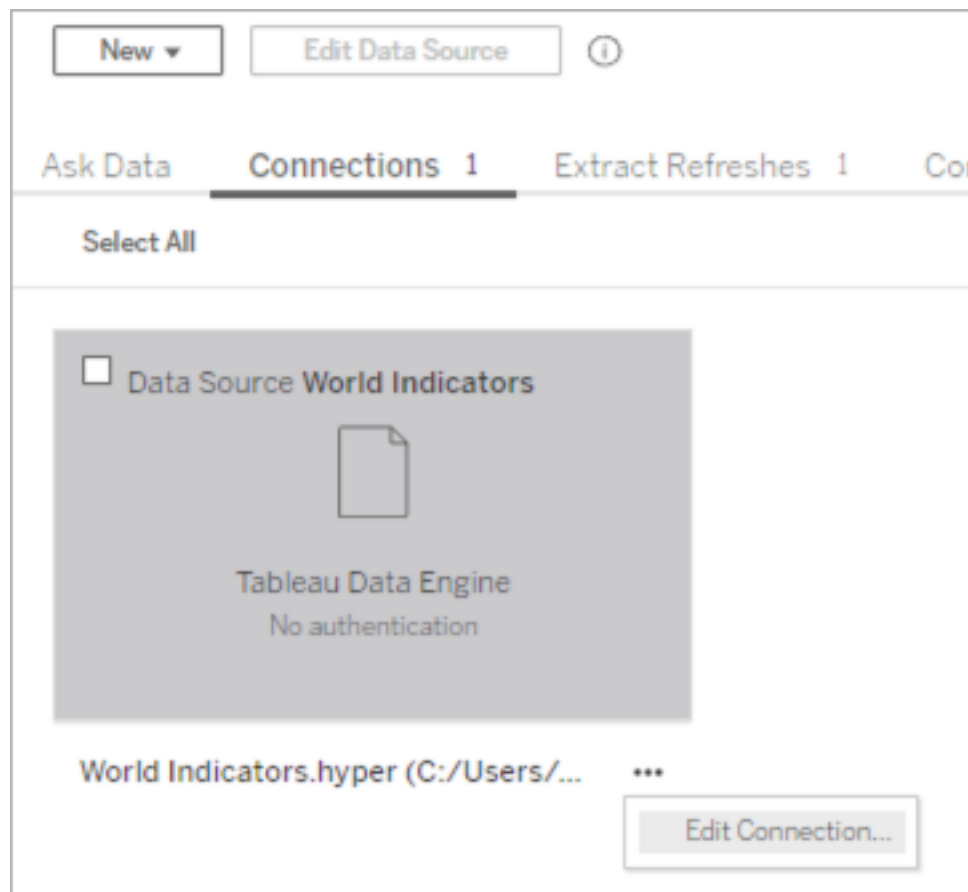 New Edit Data Source
Ask Data Connections 1 Extract Refreshes 1
Select All
Data Source World Indicators
Tableau Data Engine
No authentication
World Indicators.hyper (C:/Users/... •••
Edit Connection...